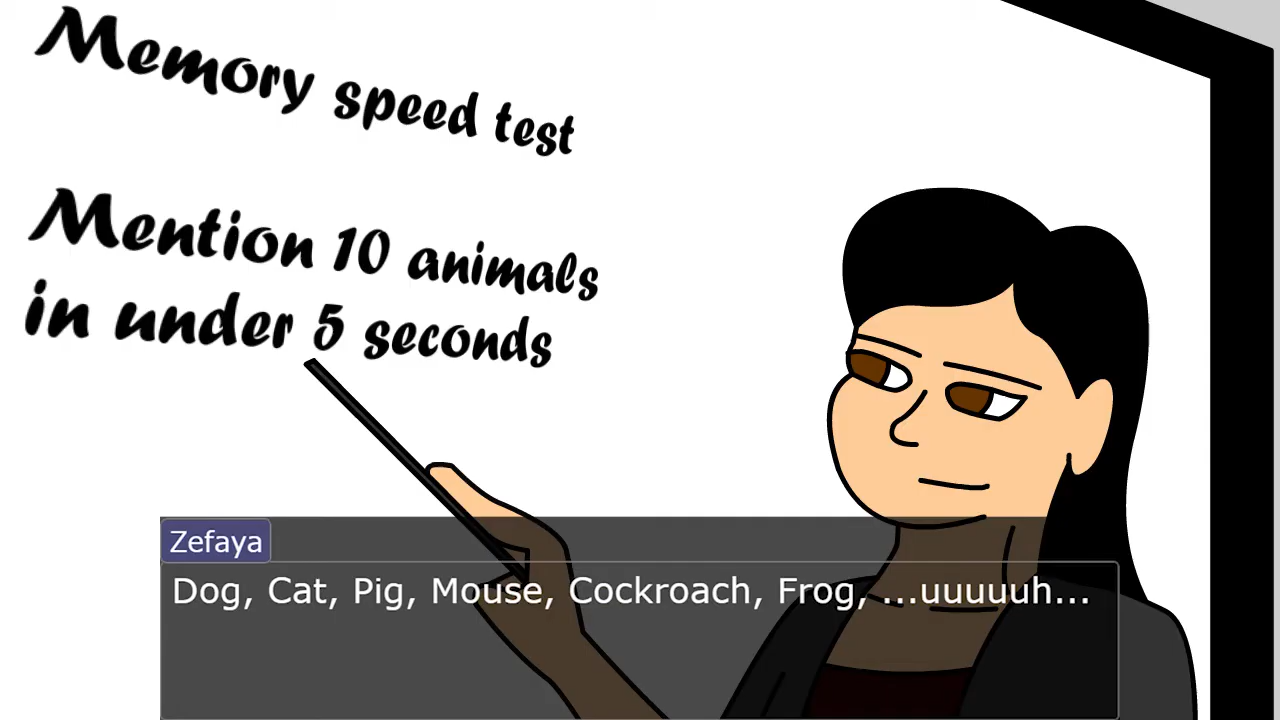 Memory speed test
Mention 10 animals
in under 5 seconds
Zefaya
Dog, Cat, Pig, Mouse, Cockroach, Frog, ...uuuuuh...